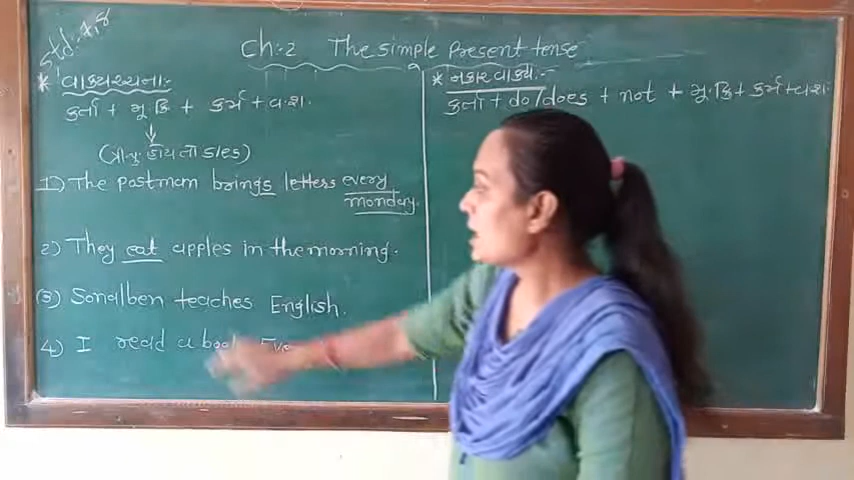 std: 7,8
Ch:2 The simple present tense
* વાક્યરચના:-
કર્તા + મૂ.ક્રિ + કર્મ + વ.શ.
(ત્રી.પુ. હોય તો s/es)
1) The postman brings letters every
monday.
2) They eat apples in the morning.
(3) Sonalben teaches English.
4) I read a
* નકાર વાક્ય:-
કર્તા + do/does + not + મૂ.ક્રિ + કર્મ + વ.શ.